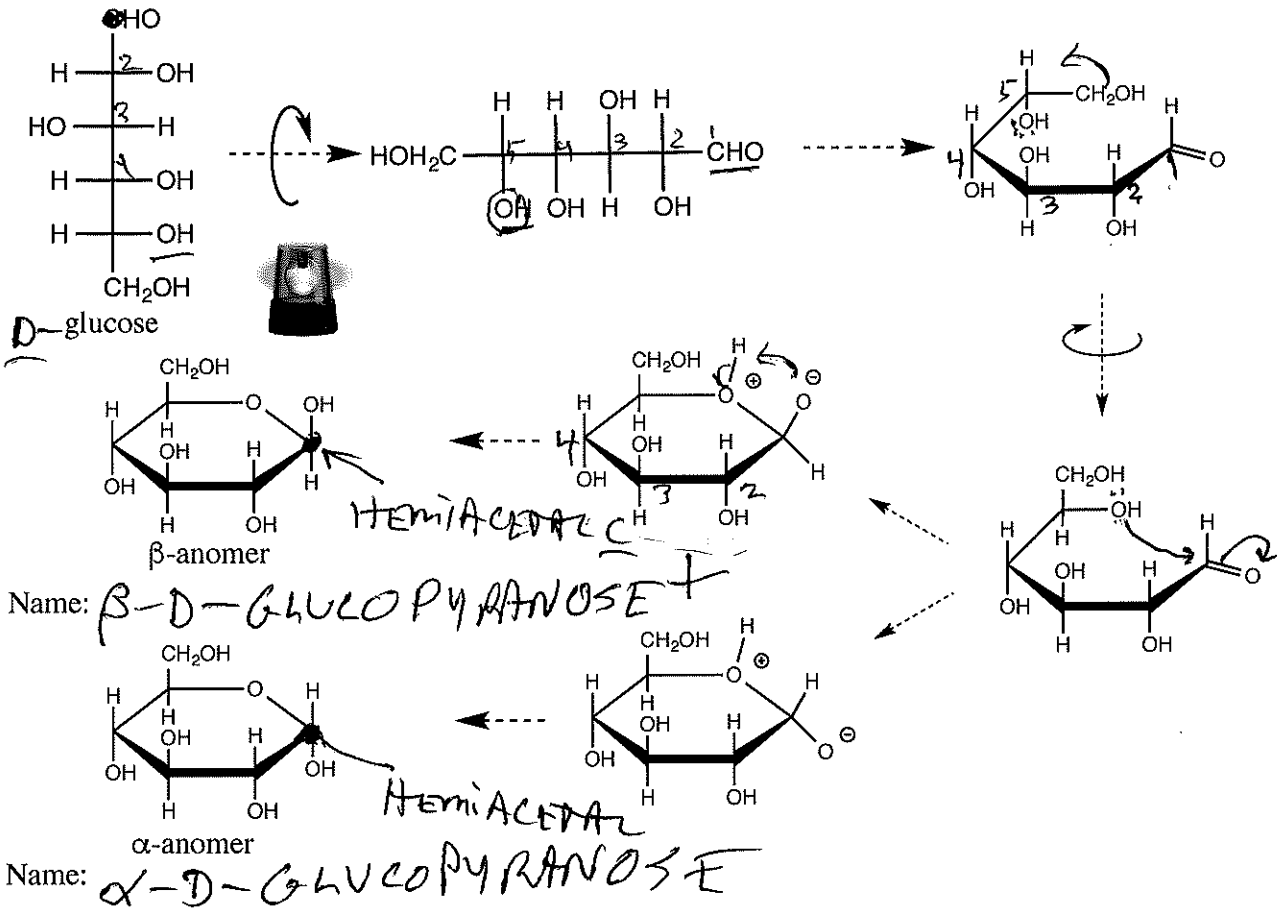 CHO
H 2 OH
HO 3 H
H 4 OH
H OH
CH₂OH
D- glucose
H H OH H
HOH₂C 5 4 3 2 1 CHO
OH OH H OH
H
5 CH₂OH
OH
H H
4 OH H O
OH 3 2
H OH
CH₂OH
H O OH
H
OH H H
OH
H OH
β-anomer
HEMIACETAL C
CH₂OH H
H O ⊕ O ⊖
H
4 OH H H
OH 3 2
H OH
+
CH₂OH
H OH H
H
OH H O
OH
H OH
Name: β-D-GLUCOPYRANOSE
CH₂OH
H O H
H
OH H OH
OH
H OH
α-anomer
HEMIACETAL
CH₂OH H
H O ⊕ H
H
OH H O ⊖
OH
H OH
Name: α-D-GLUCOPYRANOSE